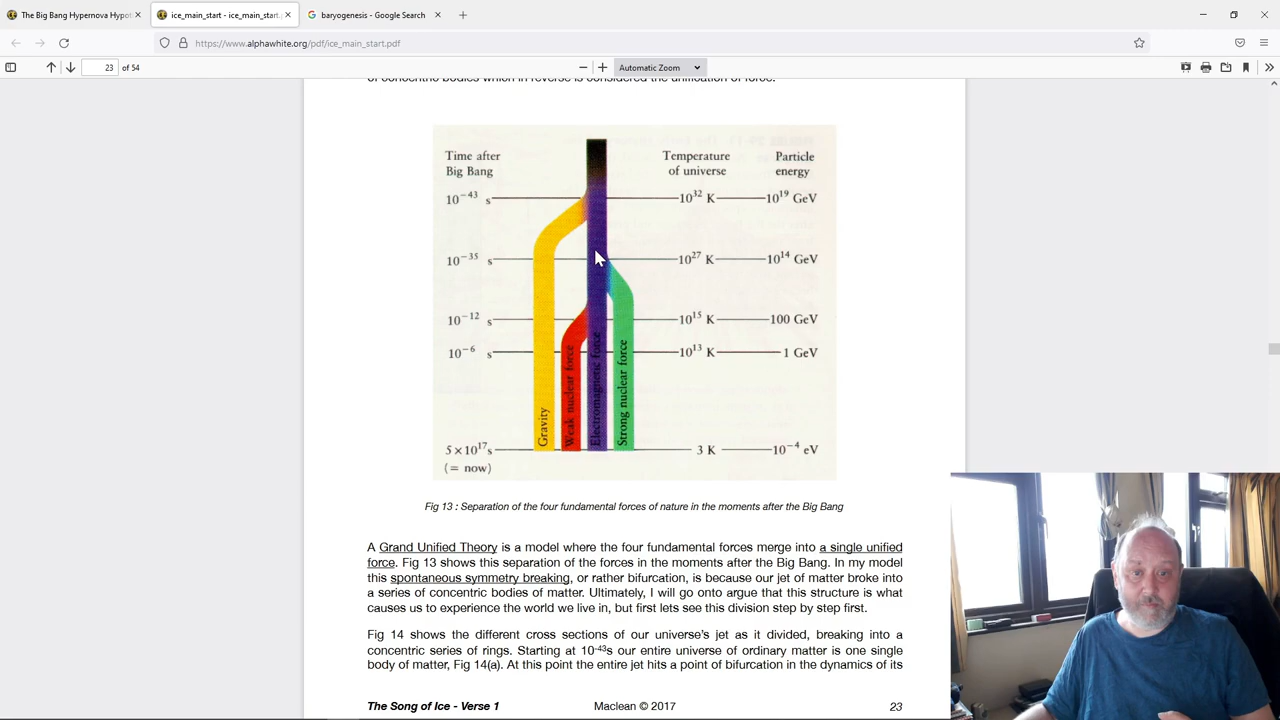 The Big Bang Hypernova Hypot
ice_main_start - ice_main_start.
baryogenesis - Google Search
https://www.alphawhite.org/pdf/ice_main_start.pdf
23 of 54
Automatic Zoom
of concentric bodies which in reverse is considered the unification of force.
Time after
Big Bang
Temperature
of universe
Particle
energy
10⁻⁴³ s
10³² K
10¹⁹ GeV
10⁻³⁵ s
10²⁷ K
10¹⁴ GeV
10⁻¹² s
10¹⁵ K
100 GeV
10⁻⁶ s
10¹³ K
1 GeV
Gravity
Weak nuclear force
Electromagnetic force
Strong nuclear force
5 × 10¹⁷ s
(= now)
3 K
10⁻⁴ eV
Fig 13 : Separation of the four fundamental forces of nature in the moments after the Big Bang
A Grand Unified Theory is a model where the four fundamental forces merge into a single unified
force. Fig 13 shows this separation of the forces in the moments after the Big Bang. In my model
this spontaneous symmetry breaking, or rather bifurcation, is because our jet of matter broke into
a series of concentric bodies of matter. Ultimately, I will go onto argue that this structure is what
causes us to experience the world we live in, but first lets see this division step by step first.
Fig 14 shows the different cross sections of our universe's jet as it divided, breaking into a
concentric series of rings. Starting at 10⁻⁴³s our entire universe of ordinary matter is one single
body of matter, Fig 14(a). At this point the entire jet hits a point of bifurcation in the dynamics of its
The Song of Ice - Verse 1
Maclean © 2017
23